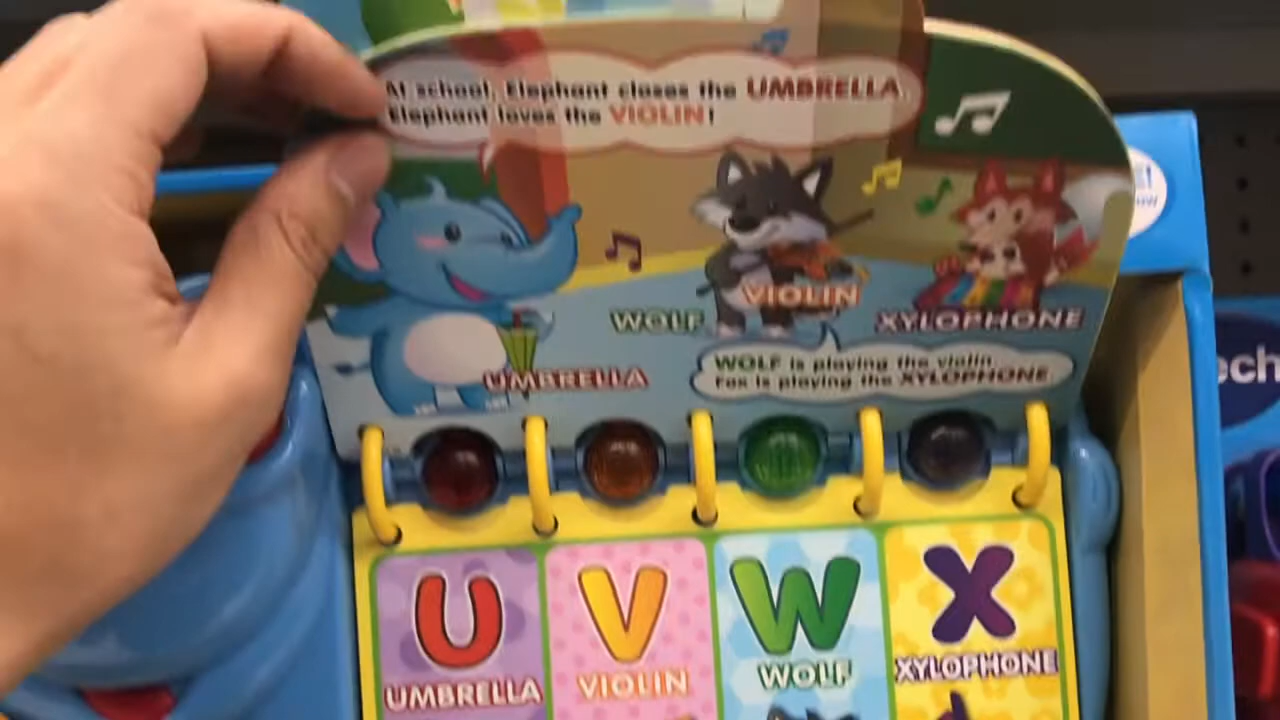 At school, Elephant closes the UMBRELLA.
Elephant loves the VIOLIN!
VIOLIN
WOLF
XYLOPHONE
UMBRELLA
WOLF is playing the violin.
Fox is playing the XYLOPHONE.
ech
U
V
W
X
UMBRELLA
VIOLIN
WOLF
XYLOPHONE